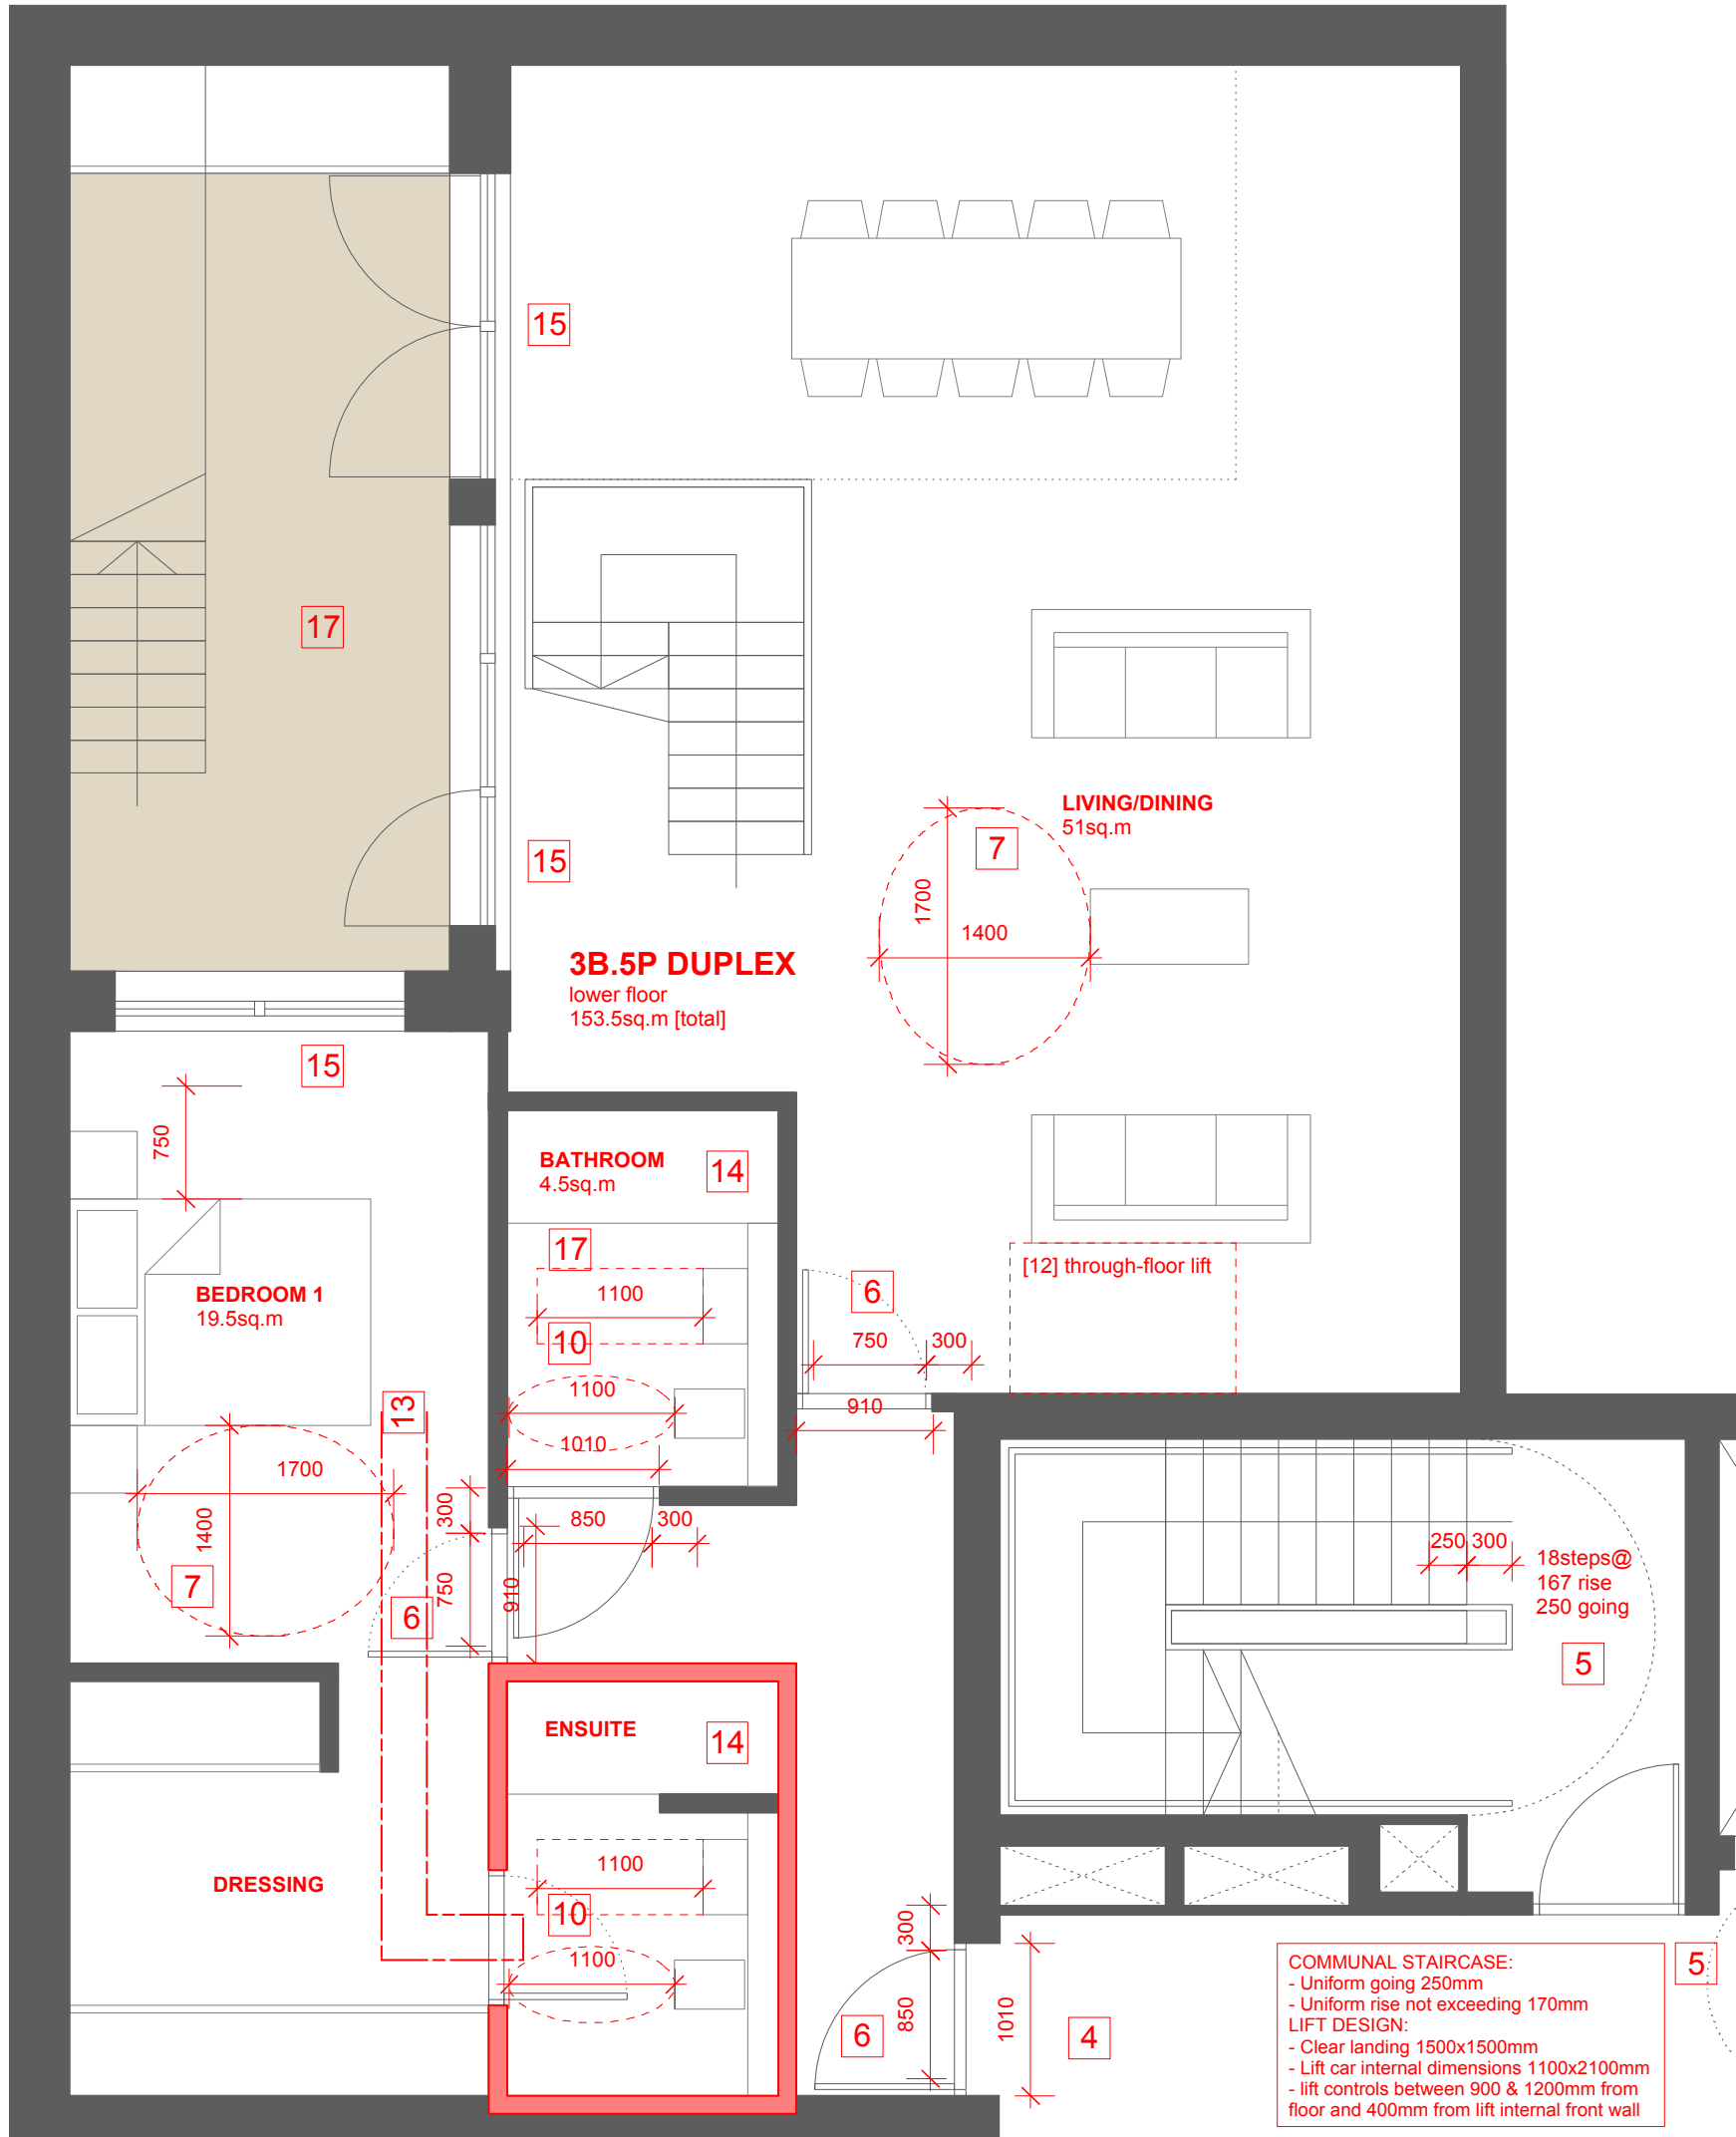 15
17
LIVING/DINING
51sq.m
7
1700
1400
15
3B.5P DUPLEX
lower floor
153.5sq.m [total]
15
750
BATHROOM
4.5sq.m
14
17
1100
10
1100
1010
BEDROOM 1
19.5sq.m
[12] through-floor lift
6
750 300
910
13
1700
1400
7
300
750
6
850 300
910
250 300
18steps@
167 rise
250 going
5
ENSUITE
14
1100
10
1100
DRESSING
300
850
6
1010
4
5
COMMUNAL STAIRCASE:
- Uniform going 250mm
- Uniform rise not exceeding 170mm
LIFT DESIGN:
- Clear landing 1500x1500mm
- Lift car internal dimensions 1100x2100mm
- lift controls between 900 & 1200mm from
floor and 400mm from lift internal front wall